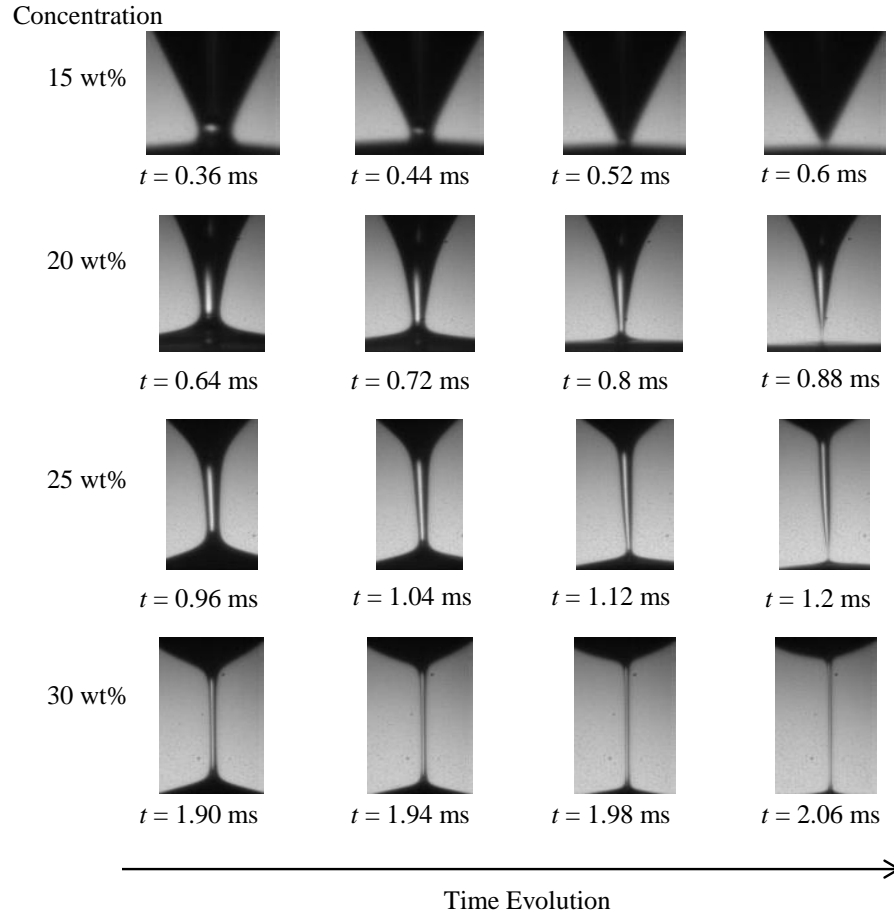 Concentration
15 wt%
t = 0.36 ms
t = 0.44 ms
t = 0.52 ms
t = 0.6 ms
20 wt%
t = 0.64 ms
t = 0.72 ms
t = 0.8 ms
t = 0.88 ms
25 wt%
t = 0.96 ms
t = 1.04 ms
t = 1.12 ms
t = 1.2 ms
30 wt%
t = 1.90 ms
t = 1.94 ms
t = 1.98 ms
t = 2.06 ms
Time Evolution